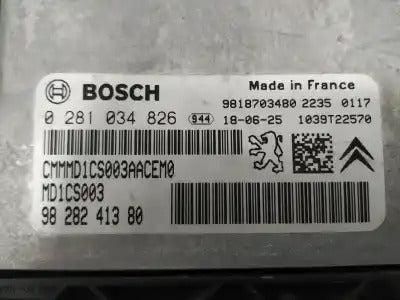 BOSCH
Made in France
9818703480 2235 0117
0 281 034 826 944 18-06-25 1039T22570
CMMMD1CS003AACEM0
MD1CS003
98 282 413 80